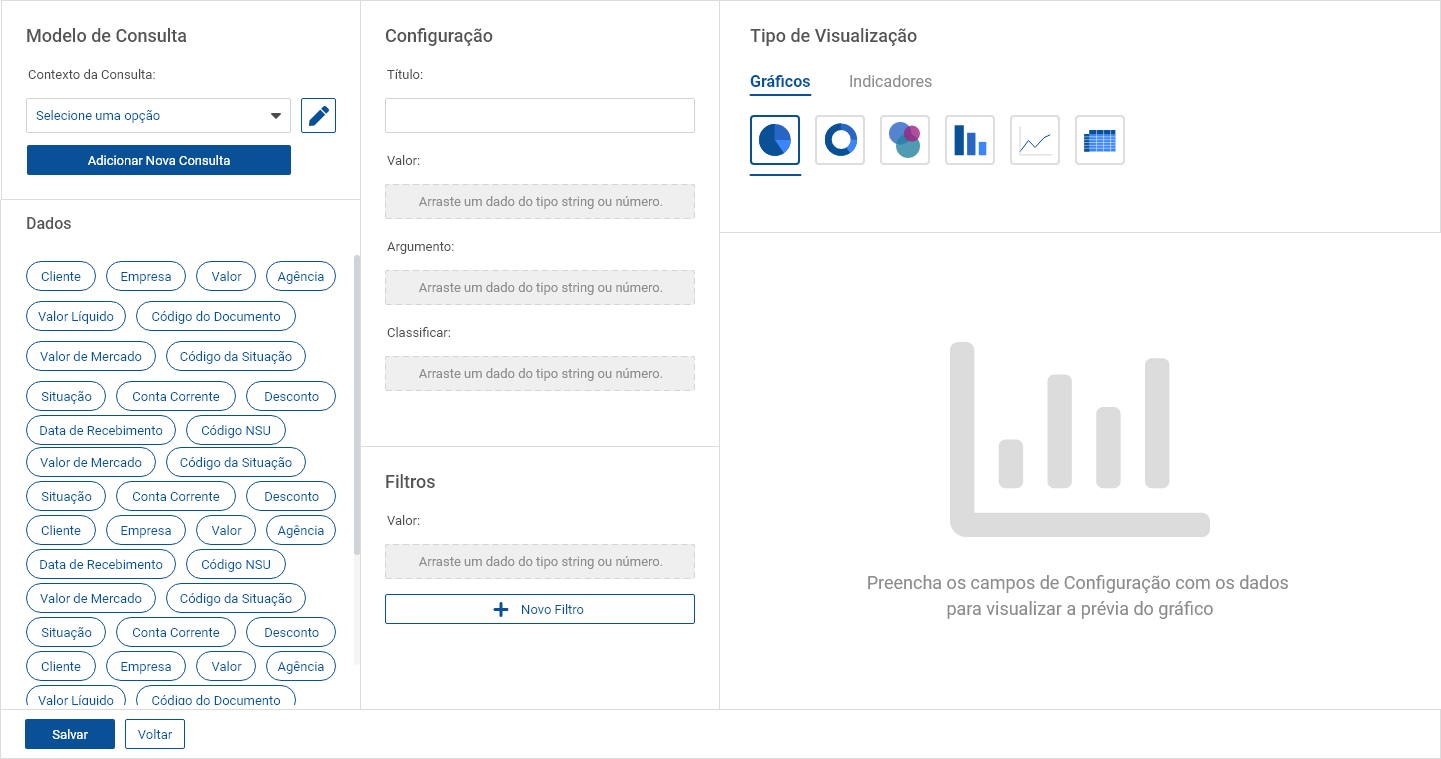 Modelo de Consulta
Contexto da Consulta:
Selecione uma opção
Adicionar Nova Consulta
Dados
Cliente Empresa Valor Agência
Valor Líquido Código do Documento
Valor de Mercado Código da Situação
Situação Conta Corrente Desconto
Data de Recebimento Código NSU
Valor de Mercado Código da Situação
Situação Conta Corrente Desconto
Cliente Empresa Valor Agência
Data de Recebimento Código NSU
Valor de Mercado Código da Situação
Situação Conta Corrente Desconto
Cliente Empresa Valor Agência
Valor Líquido Código do Documento
Configuração
Título:
Valor:
Arraste um dado do tipo string ou número.
Argumento:
Arraste um dado do tipo string ou número.
Classificar:
Arraste um dado do tipo string ou número.
Filtros
Valor:
Arraste um dado do tipo string ou número.
Novo Filtro
Tipo de Visualização
Gráficos Indicadores
Preencha os campos de Configuração com os dados
para visualizar a prévia do gráfico
Salvar Voltar